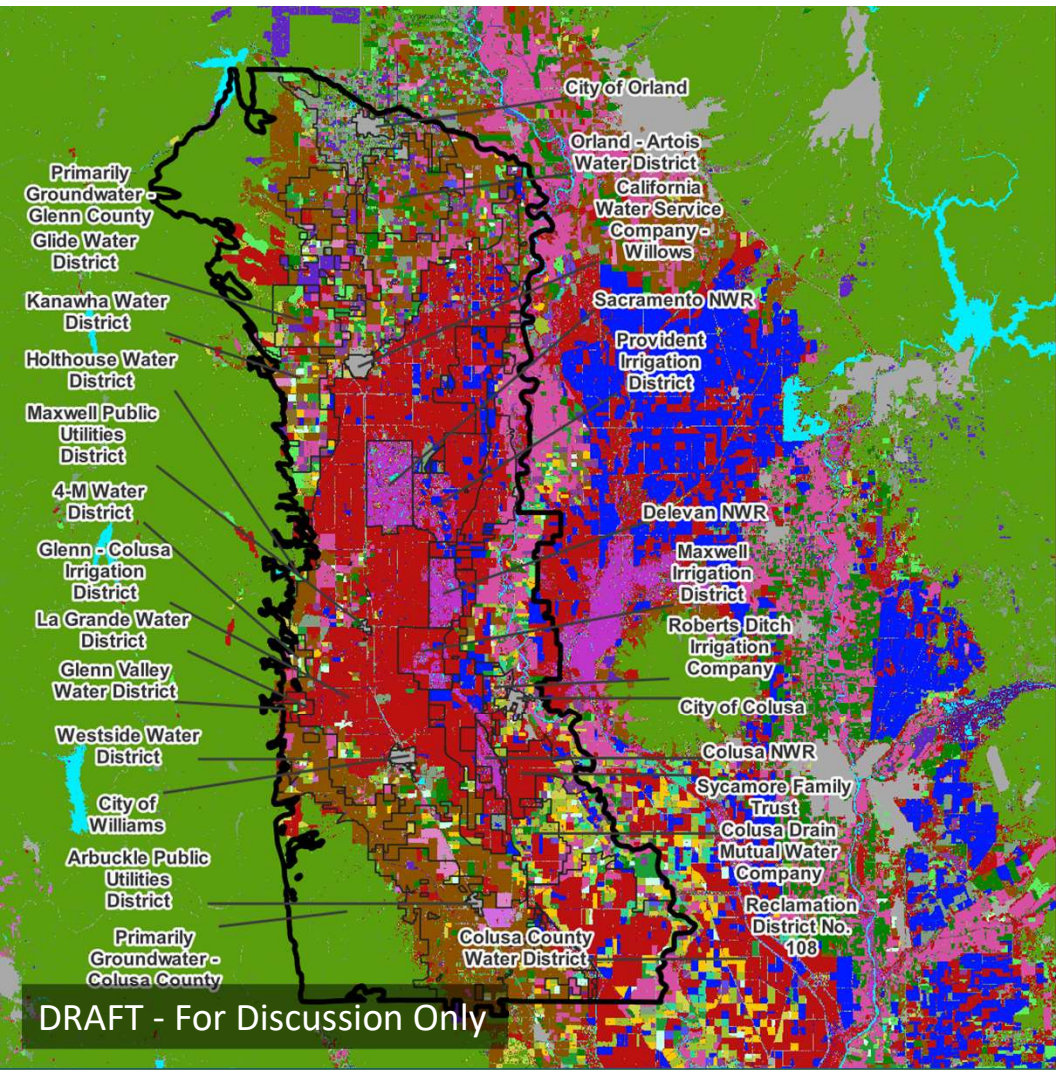 City of Orland
Orland - Artois
Water District
California
Water Service
Company -
Willows
Sacramento NWR
Provident
Irrigation
District
Delevan NWR
Maxwell
Irrigation
District
Roberts Ditch
Irrigation
Company
City of Colusa
Colusa NWR
Sycamore Family
Trust
Colusa Drain
Mutual Water
Company
Reclamation
District No.
108
Colusa County
Water District
Primarily
Groundwater -
Glenn County
Glide Water
District
Kanawha Water
District
Holthouse Water
District
Maxwell Public
Utilities
District
4-M Water
District
Glenn - Colusa
Irrigation
District
La Grande Water
District
Glenn Valley
Water District
Westside Water
District
City of
Williams
Arbuckle Public
Utilities
District
Primarily
Groundwater -
Colusa County
DRAFT - For Discussion Only